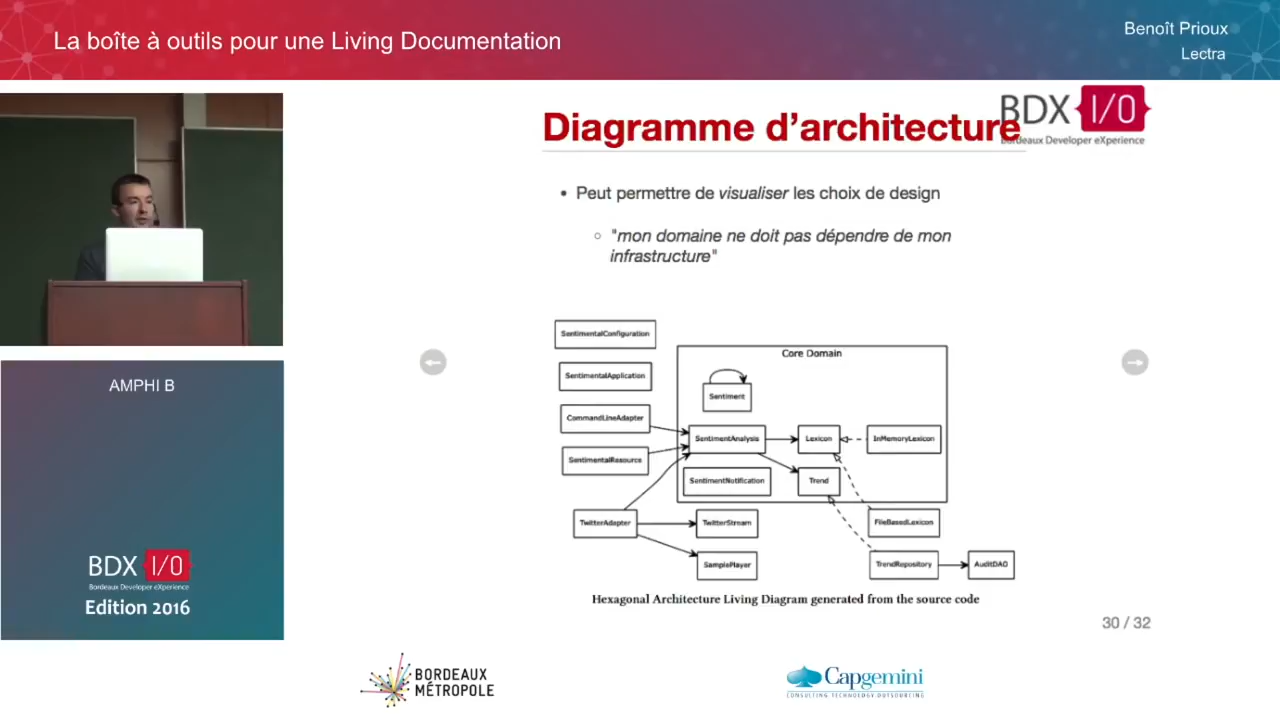 La boîte à outils pour une Living Documentation
Benoît Prioux
Lectra
BDX I/O
Bordeaux Developer eXperience
Diagramme d'architecture
• Peut permettre de visualiser les choix de design
○ "mon domaine ne doit pas dépendre de mon
infrastructure"
SentimentalConfiguration
Core Domain
SentimentalApplication
Sentiment
CommandLineAdapter
SentimentAnalysis
Lexicon
InMemoryLexicon
SentimentalResource
SentimentNotification
Trend
TwitterAdapter
TwitterStream
FileBasedLexicon
SamplePlayer
TrendRepository
AuditDAO
Hexagonal Architecture Living Diagram generated from the source code
30 / 32
AMPHI B
BDX I/O
Bordeaux Developer eXperience
Edition 2016
BORDEAUX
MÉTROPOLE
Capgemini
CONSULTING.TECHNOLOGY.OUTSOURCING